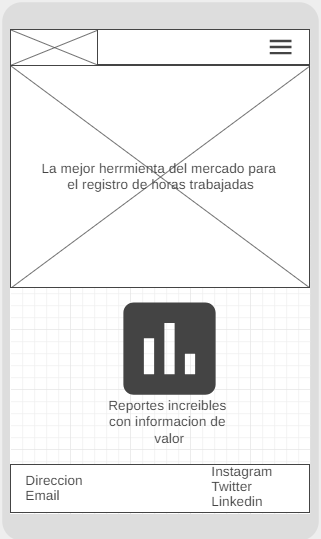 La mejor herrmienta del mercado para
el registro de horas trabajadas
Reportes increibles
con informacion de
valor
Direccion
Email
Instagram
Twitter
Linkedin